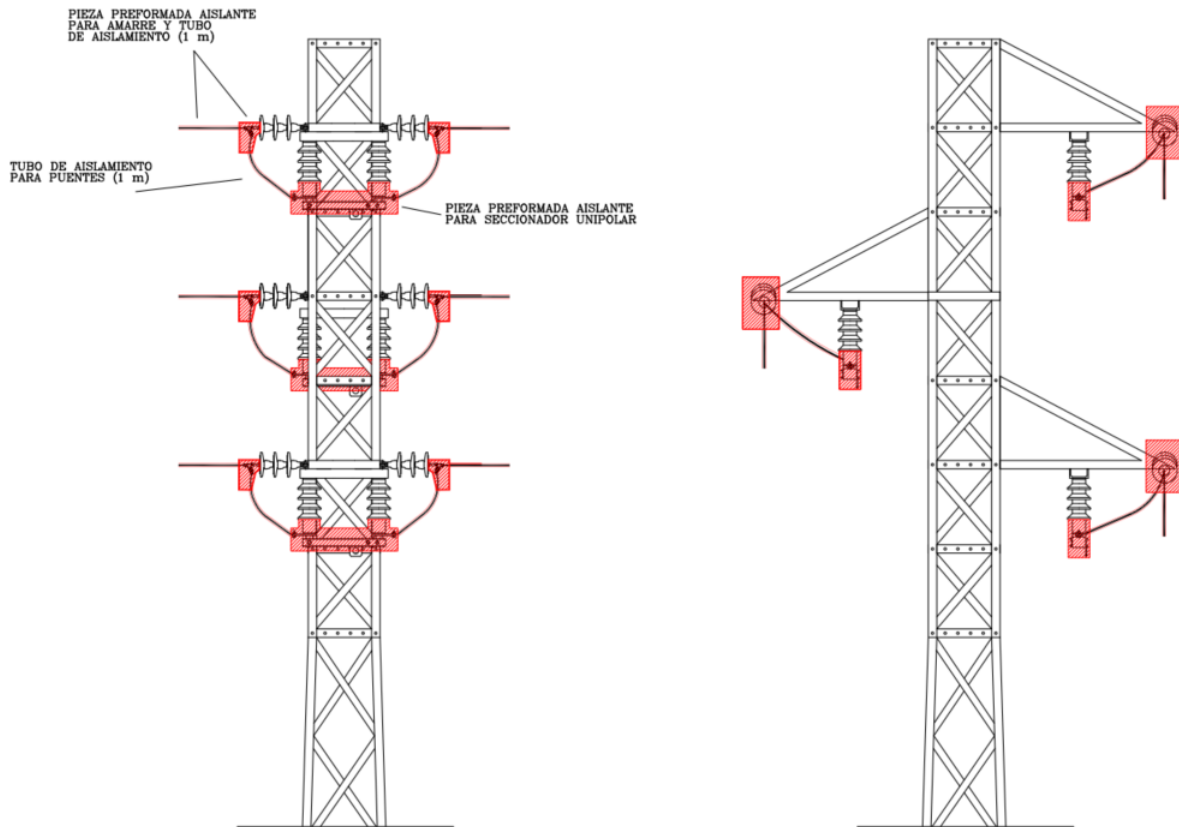 PIEZA PREFORMADA AISLANTE
PARA AMARRE Y TUBO
DE AISLAMIENTO (1 m)
TUBO DE AISLAMIENTO
PARA PUENTES (1 m)
PIEZA PREFORMADA AISLANTE
PARA SECCIONADOR UNIPOLAR